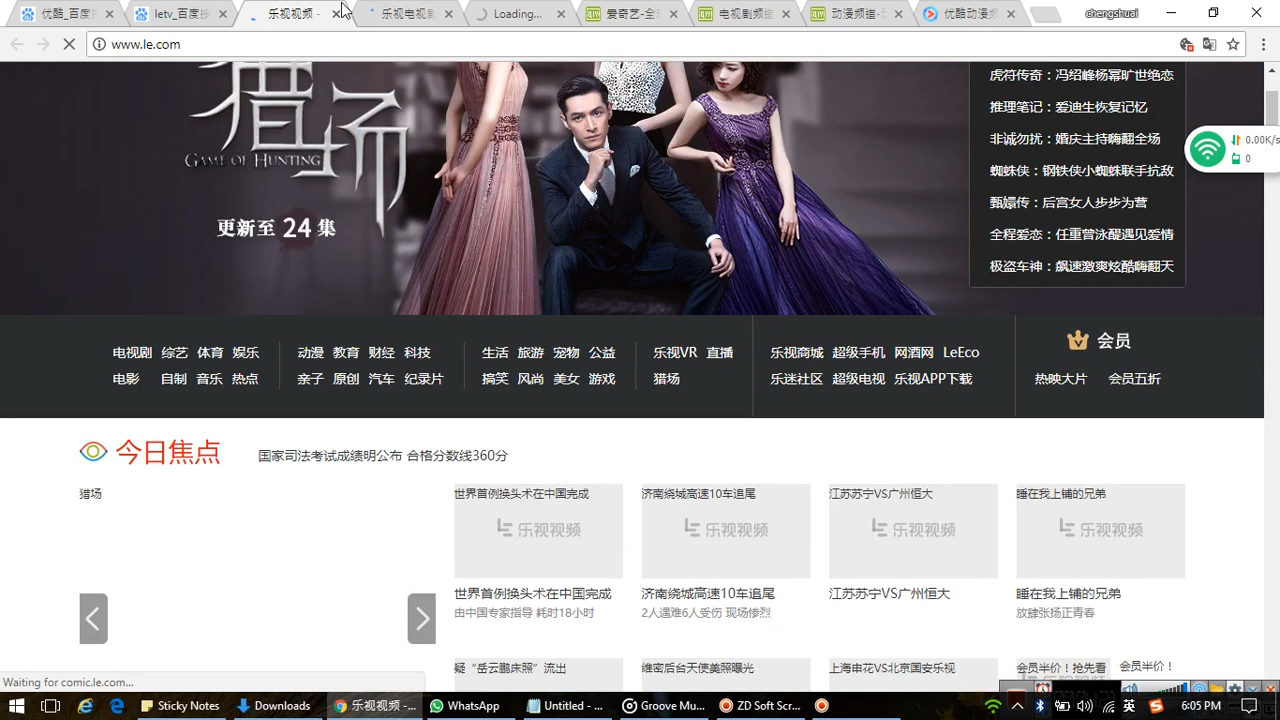 优酷_百度
letv_百度技
乐视视频 -
乐视电视剧
Loading...
爱奇艺-全
电视剧频道
动漫频道-
优酷动漫频
chengshuai
www.le.com
猎场
GAME OF HUNTING
更新至 24 集
虎符传奇：冯绍峰杨幂旷世绝恋
推理笔记：爱迪生恢复记忆
非诚勿扰：婚庆主持嗨翻全场
蜘蛛侠：钢铁侠小蜘蛛联手抗敌
甄嬛传：后宫女人步步为营
全程爱恋：任重曾泳醍遇见爱情
极盗车神：飙速激爽炫酷嗨翻天
0.00K/s
0
电视剧 综艺 体育 娱乐 动漫 教育 财经 科技 生活 旅游 宠物 公益 乐视VR 直播 乐视商城 超级手机 网酒网 LeEco
会员
电影 自制 音乐 热点 亲子 原创 汽车 纪录片 搞笑 风尚 美女 游戏 猎场 乐迷社区 超级电视 乐视APP下载 热映大片 会员五折
今日焦点 国家司法考试成绩明公布 合格分数线360分
猎场
世界首例换头术在中国完成 济南绕城高速10车追尾 江苏苏宁VS广州恒大 睡在我上铺的兄弟
乐视视频 乐视视频 乐视视频 乐视视频
世界首例换头术在中国完成 济南绕城高速10车追尾 江苏苏宁VS广州恒大 睡在我上铺的兄弟
由中国专家指导 耗时18小时 2人遇难6人受伤 现场惨烈 放肆张扬正青春
疑“岳云鹏床照”流出 维密后台天使美照曝光 上海申花VS北京国安乐视 会员半价！抢先看 会员半价！
乐视视频
Waiting for comic.le.com...
Sticky Notes
Downloads
乐视视频 -...
WhatsApp
Untitled - ...
Groove Mu...
ZD Soft Scr...
英
6:05 PM